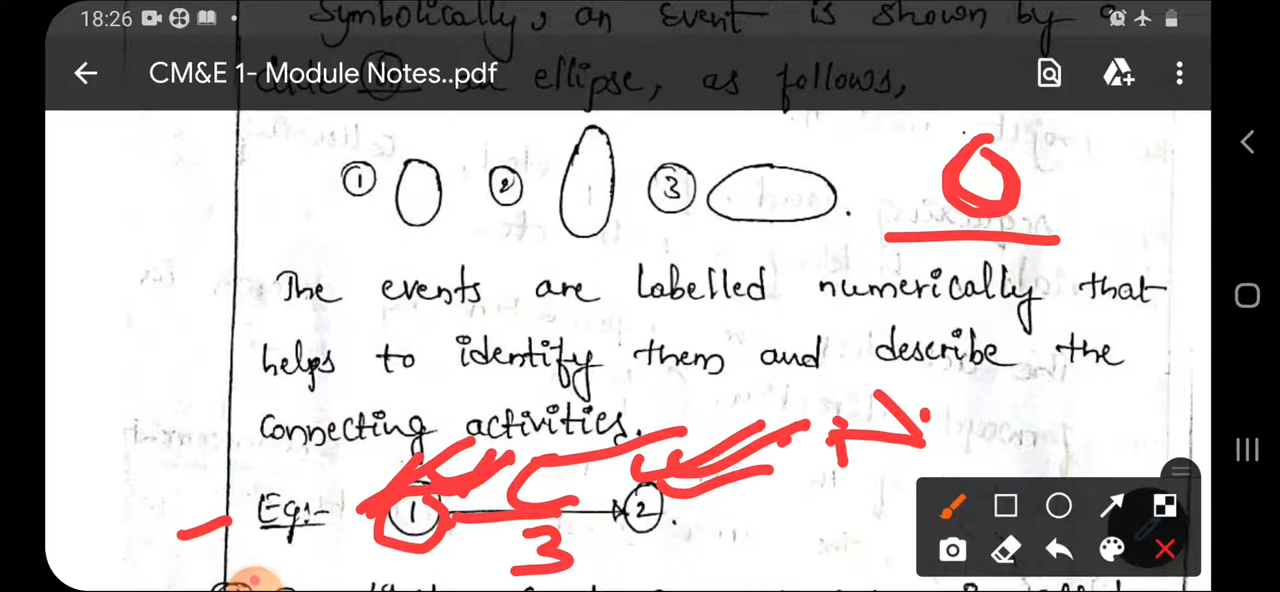 18:26
Symbolically, an Event is shown by a
CM&E 1- Module Notes..pdf
ellipse, as follows,
① ② ③ .
The events are labelled numerically that
helps to identify them and describe the
connecting activities.
Eg:- 1 2 .
3